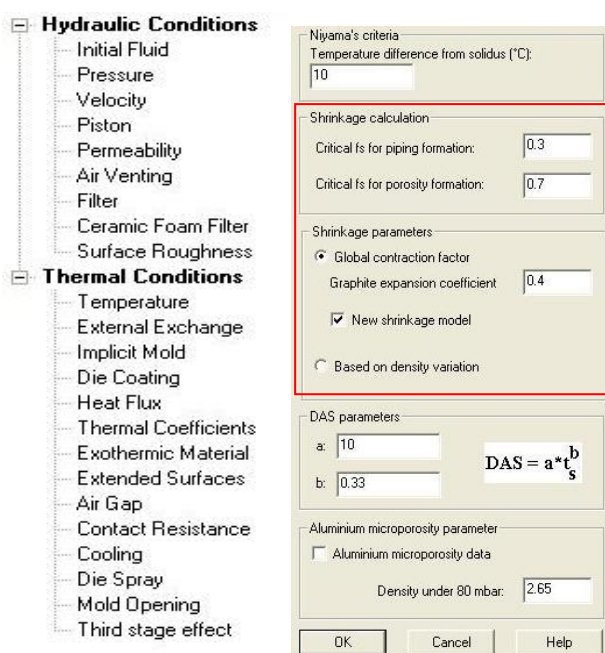 Hydraulic Conditions
Initial Fluid
Pressure
Velocity
Piston
Permeability
Air Venting
Filter
Ceramic Foam Filter
Surface Roughness
Thermal Conditions
Temperature
External Exchange
Implicit Mold
Die Coating
Heat Flux
Thermal Coefficients
Exothermic Material
Extended Surfaces
Air Gap
Contact Resistance
Cooling
Die Spray
Mold Opening
Third stage effect
Niyama's criteria
Temperature difference from solidus (°C):
10
Shrinkage calculation
Critical fs for piping formation: 0.3
Critical fs for porosity formation: 0.7
Shrinkage parameters
Global contraction factor
Graphite expansion coefficient 0.4
New shrinkage model
Based on density variation
DAS parameters
a: 10
b: 0.33
DAS = a*t_s^b
Aluminium microporosity parameter
Aluminium microporosity data
Density under 80 mbar: 2.65
OK Cancel Help